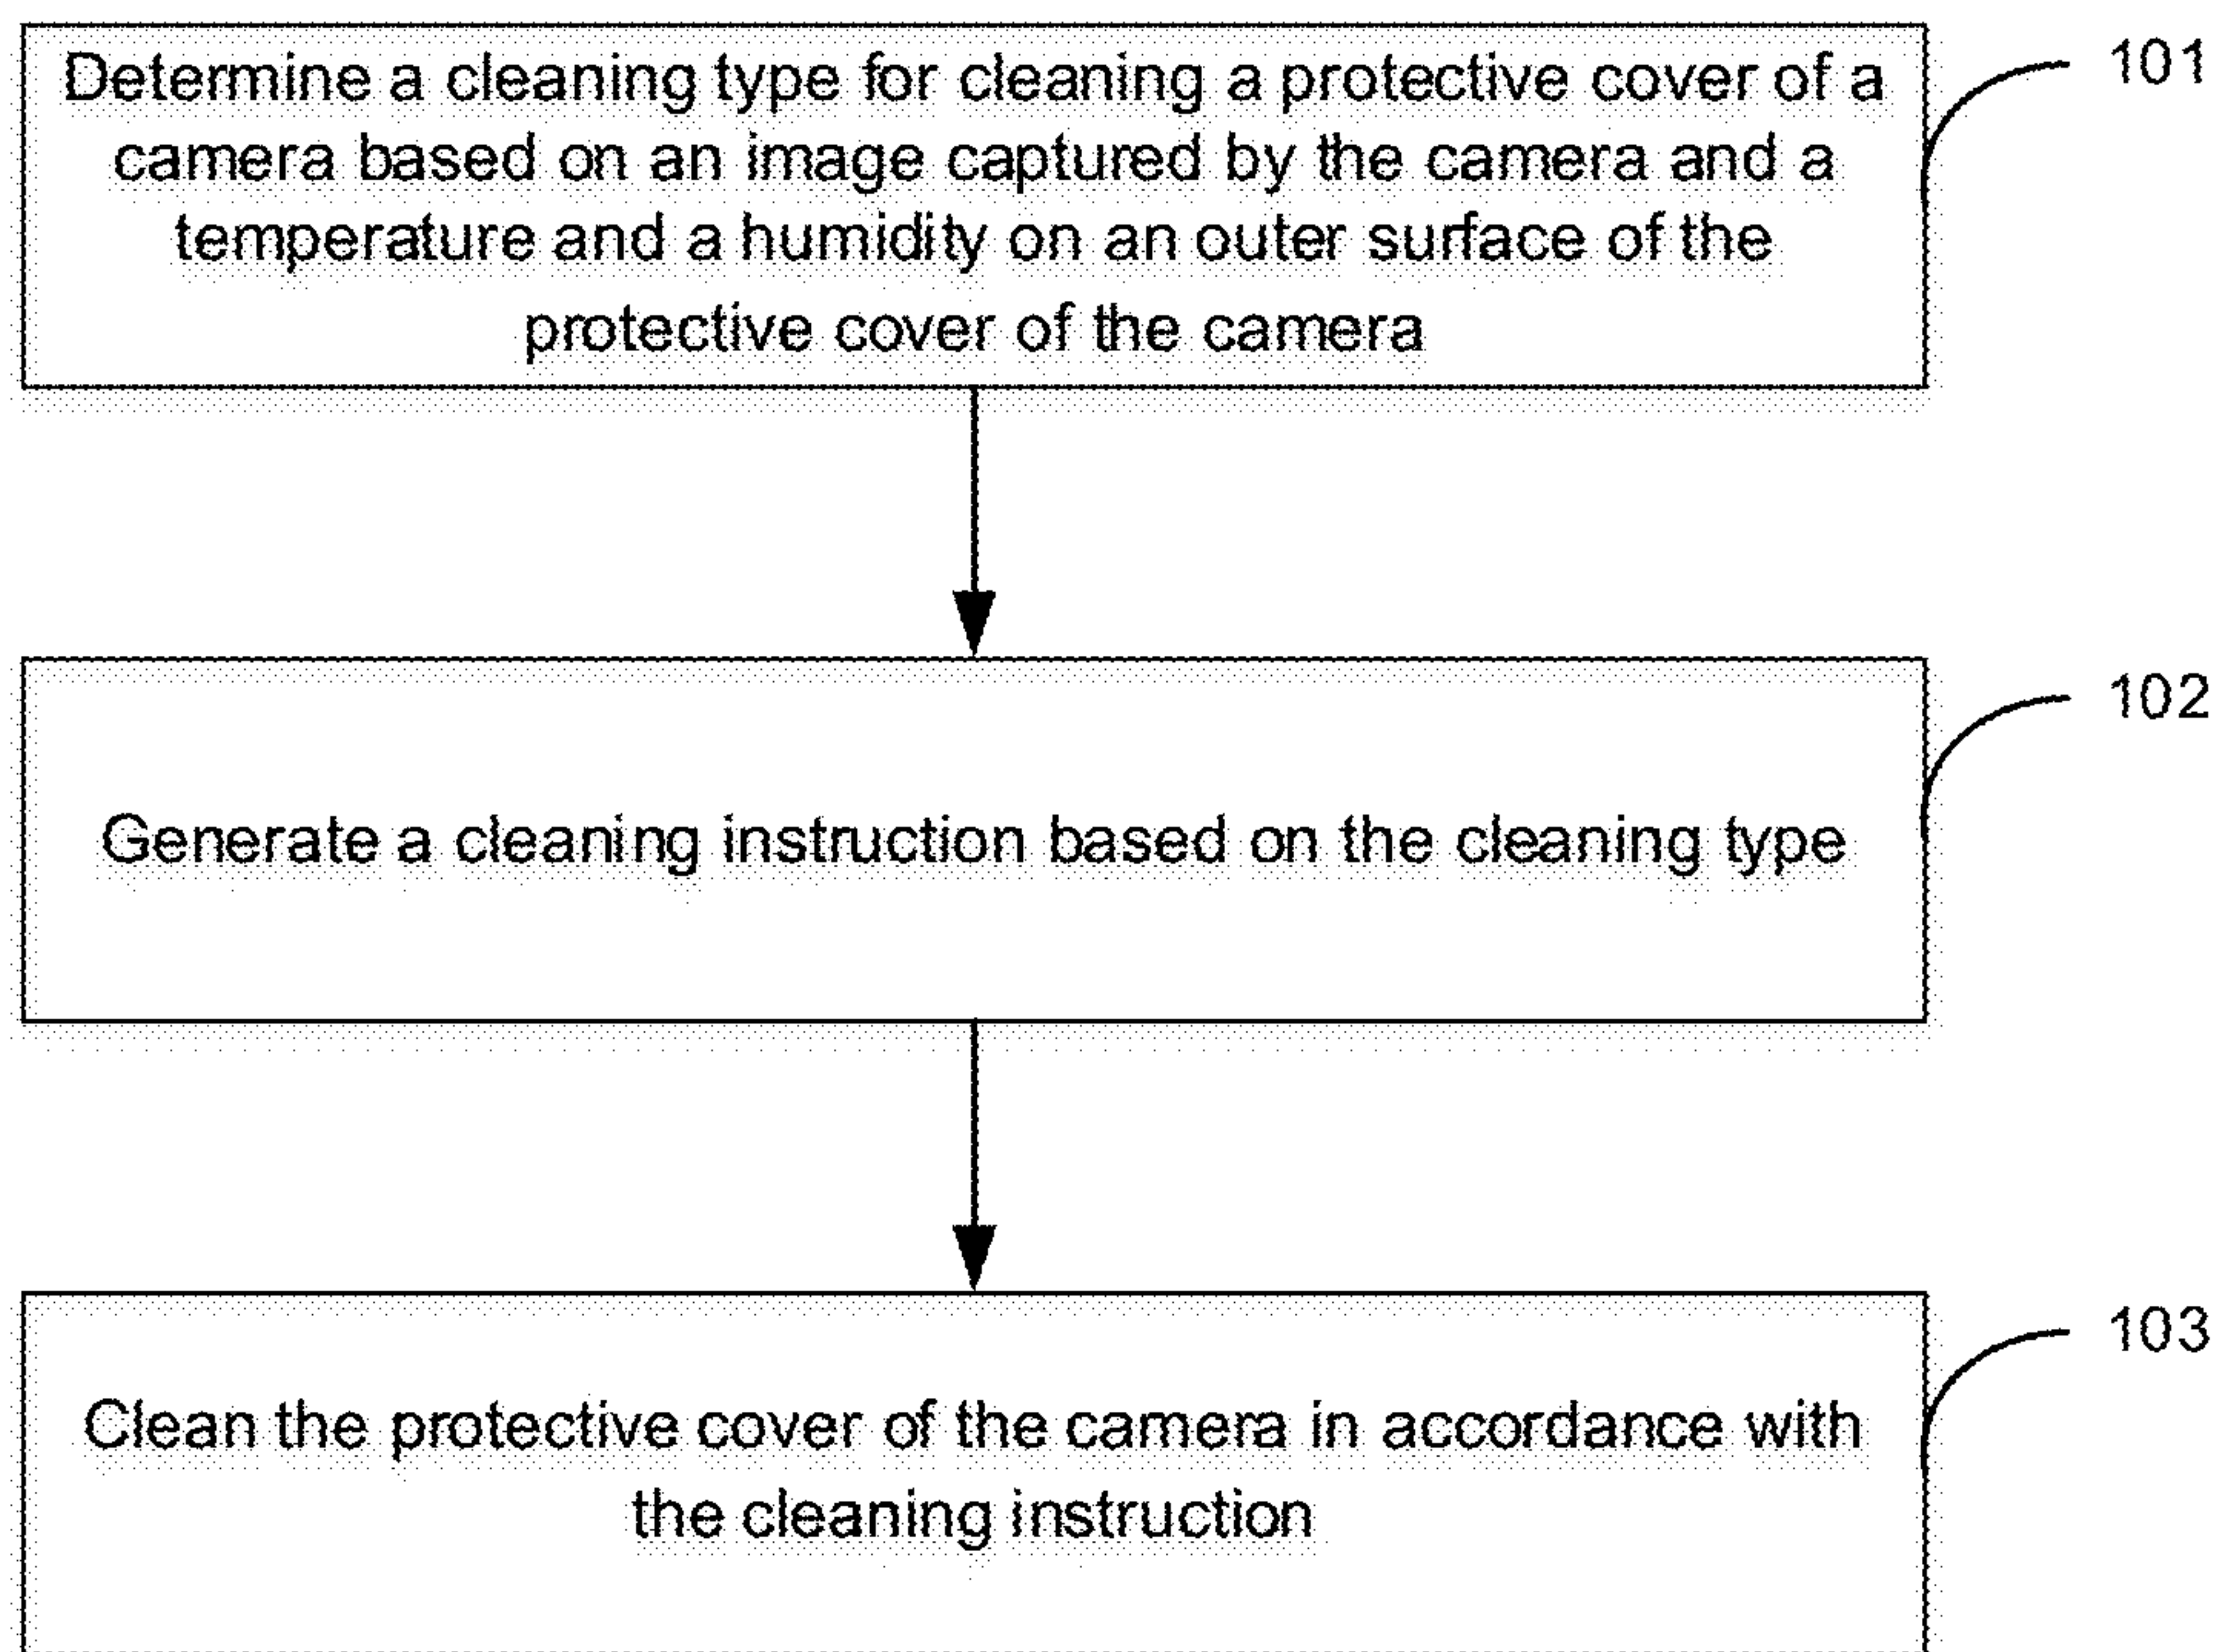 Determine a cleaning type for cleaning a protective cover of a
camera based on an image captured by the camera and a
temperature and a humidity on an outer surface of the
protective cover of the camera
101
Generate a cleaning instruction based on the cleaning type
102
Clean the protective cover of the camera in accordance with
the cleaning instruction
103